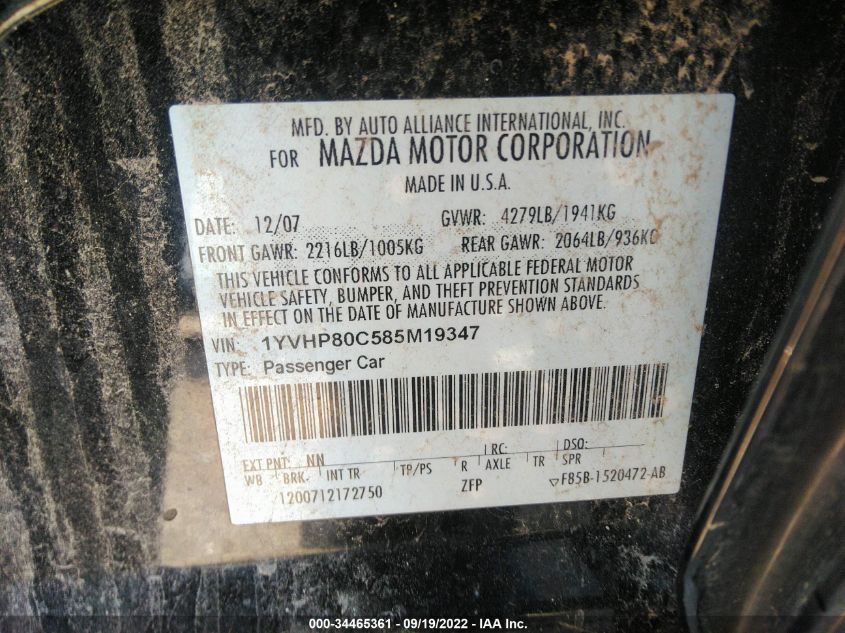 MFD. BY AUTO ALLIANCE INTERNATIONAL, INC.
FOR MAZDA MOTOR CORPORATION
MADE IN U.S.A.
DATE: 12/07 GVWR: 4279LB/1941KG
FRONT GAWR: 2216LB/1005KG REAR GAWR: 2064LB/936KG
THIS VEHICLE CONFORMS TO ALL APPLICABLE FEDERAL MOTOR
VEHICLE SAFETY, BUMPER, AND THEFT PREVENTION STANDARDS
IN EFFECT ON THE DATE OF MANUFACTURE SHOWN ABOVE.
VIN: 1YVHP80C585M19347
TYPE: Passenger Car
EXT PNT: NN RC: DSQ:
WB BRK- INT TR TP/PS R AXLE TR SPR
1200712172750 ZFP ▽F85B-1520472-AB
000-34465361 - 09/19/2022 - IAA Inc.